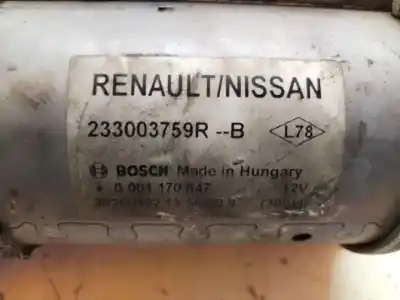 RENAULT/NISSAN
233003759R --B L78
BOSCH Made in Hungary
0 001 170 647 12V